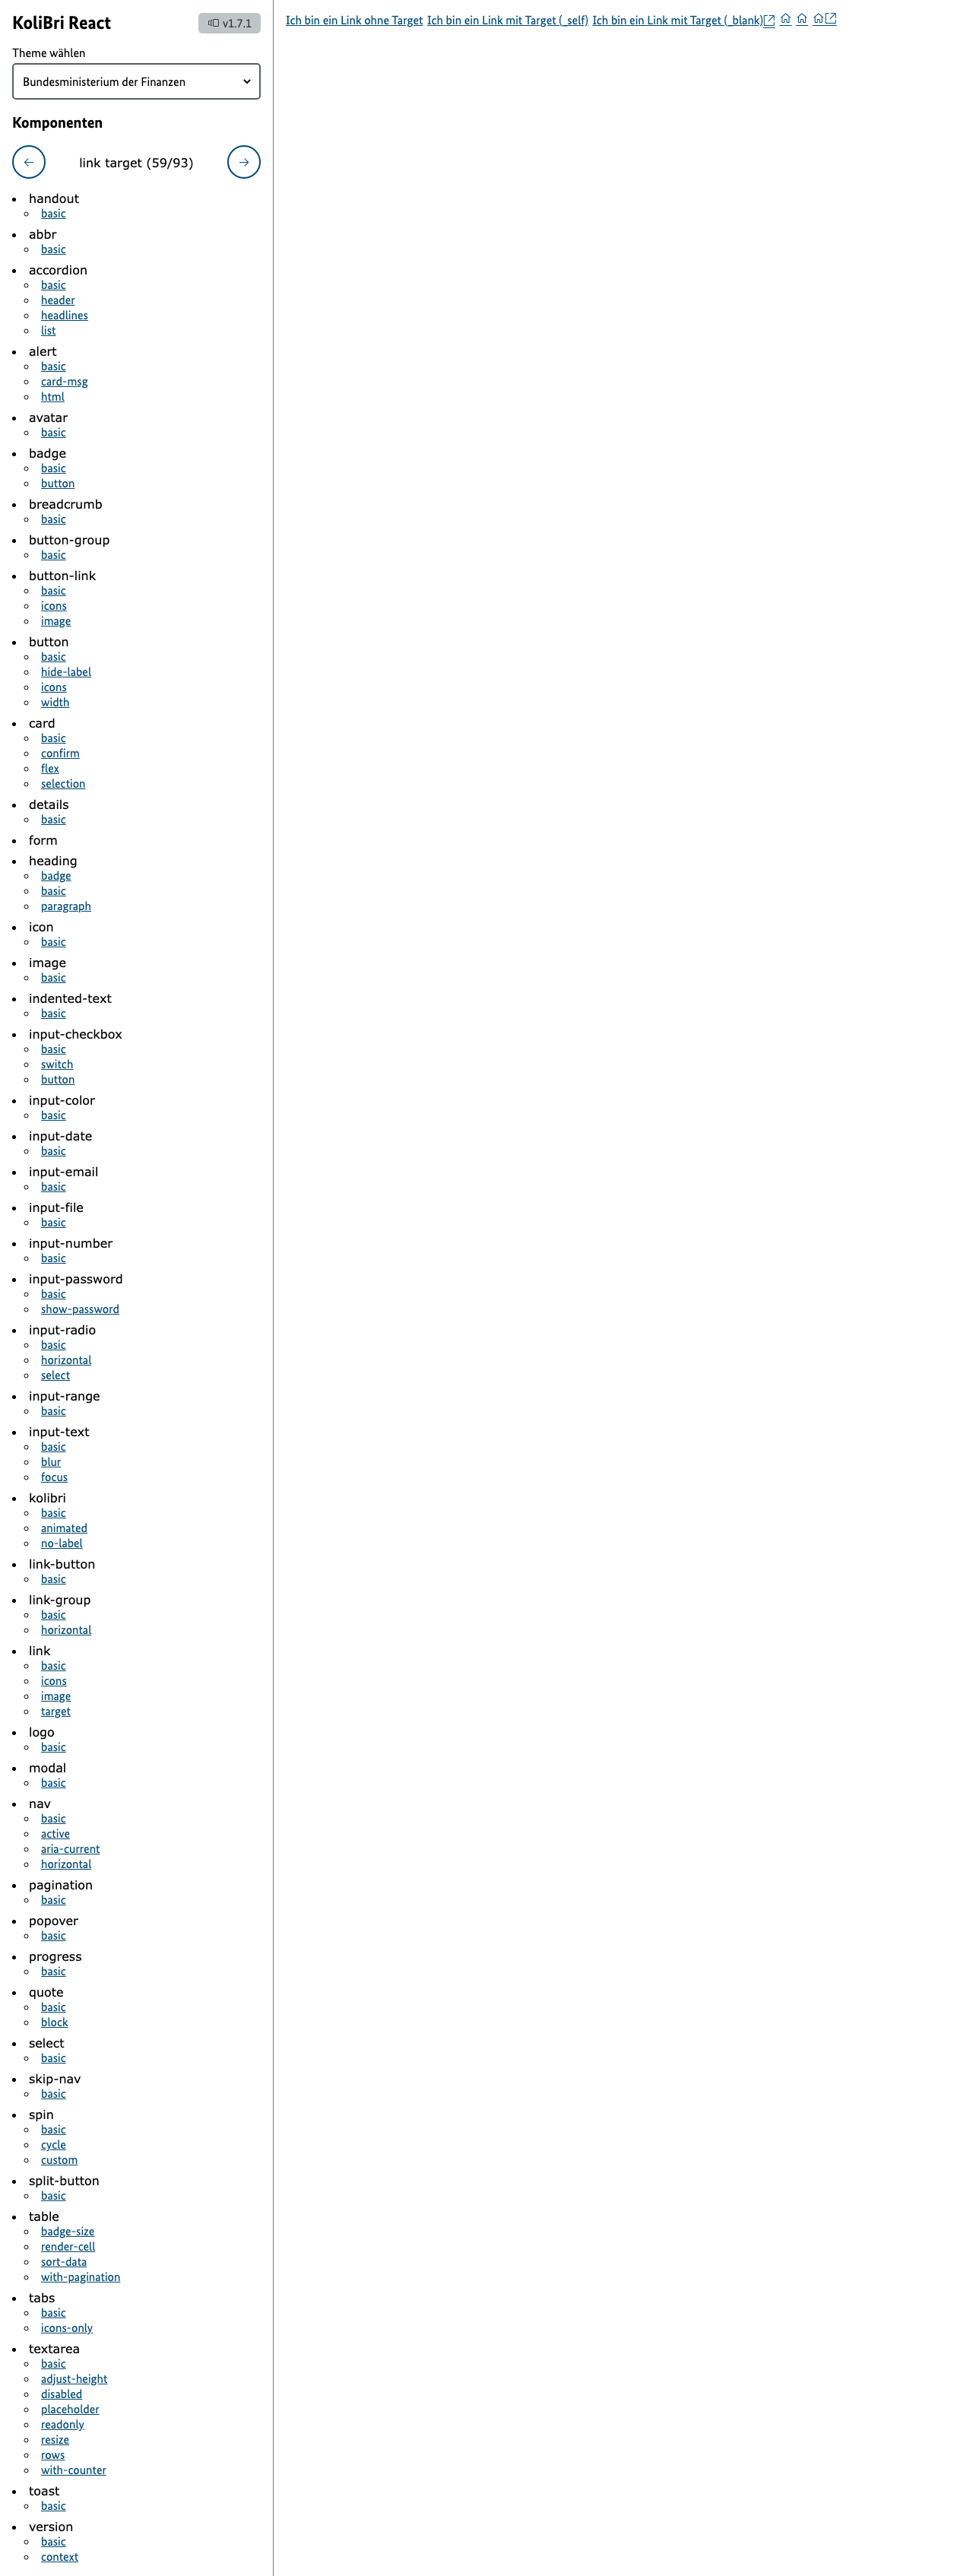 KoliBri React
v1.7.1
Theme wählen
Bundesministerium der Finanzen
Komponenten
link target (59/93)
handout
basic
abbr
basic
accordion
basic
header
headlines
list
alert
basic
card-msg
html
avatar
basic
badge
basic
button
breadcrumb
basic
button-group
basic
button-link
basic
icons
image
button
basic
hide-label
icons
width
card
basic
confirm
flex
selection
details
basic
form
heading
badge
basic
paragraph
icon
basic
image
basic
indented-text
basic
input-checkbox
basic
switch
button
input-color
basic
input-date
basic
input-email
basic
input-file
basic
input-number
basic
input-password
basic
show-password
input-radio
basic
horizontal
select
input-range
basic
input-text
basic
blur
focus
kolibri
basic
animated
no-label
link-button
basic
link-group
basic
horizontal
link
basic
icons
image
target
logo
basic
modal
basic
nav
basic
active
aria-current
horizontal
pagination
basic
popover
basic
progress
basic
quote
basic
block
select
basic
skip-nav
basic
spin
basic
cycle
custom
split-button
basic
table
badge-size
render-cell
sort-data
with-pagination
tabs
basic
icons-only
textarea
basic
adjust-height
disabled
placeholder
readonly
resize
rows
with-counter
toast
basic
version
basic
context
Ich bin ein Link ohne Target Ich bin ein Link mit Target (_self) Ich bin ein Link mit Target (_blank)